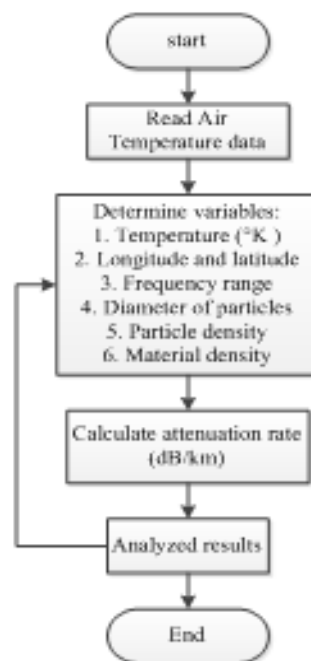 start
Read Air
Temperature data
Determine variables:
1. Temperature (°K )
2. Longitude and latitude
3. Frequency range
4. Diameter of particles
5. Particle density
6. Material density
Calculate attenuation rate
(dB/km)
Analyzed results
End